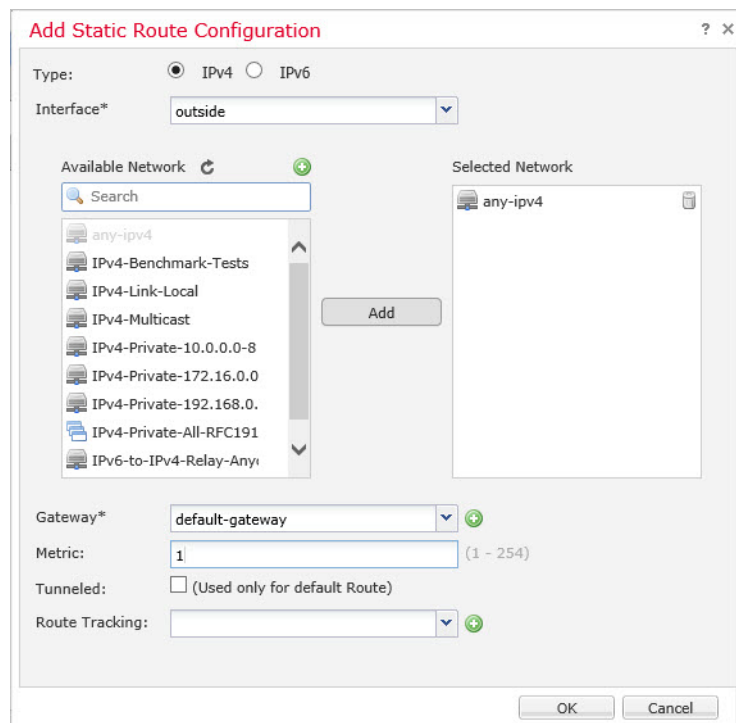 Add Static Route Configuration
? ×
Type: IPv4 IPv6
Interface* outside
Available Network
Selected Network
Search
any-ipv4
any-ipv4
IPv4-Benchmark-Tests
IPv4-Link-Local
IPv4-Multicast
Add
IPv4-Private-10.0.0.0-8
IPv4-Private-172.16.0.0
IPv4-Private-192.168.0.
IPv4-Private-All-RFC191
IPv6-to-IPv4-Relay-Any
Gateway* default-gateway
Metric: 1 (1 - 254)
Tunneled: (Used only for default Route)
Route Tracking:
OK Cancel